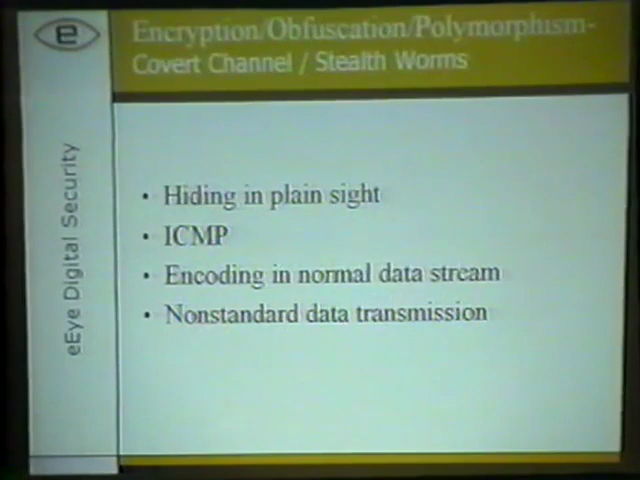 e
Encryption/Obfuscation/Polymorphism-
Covert Channel / Stealth Worms
eEye Digital Security
• Hiding in plain sight
• ICMP
• Encoding in normal data stream
• Nonstandard data transmission